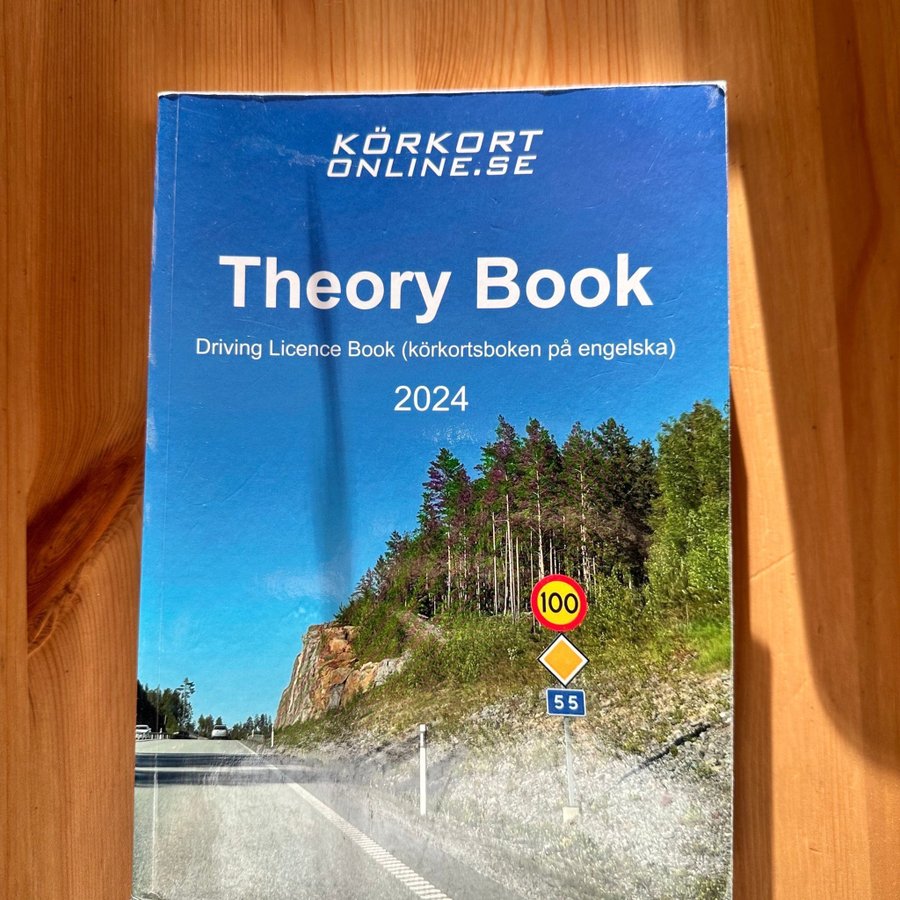 KÖRKORT
ONLINE.SE
Theory Book
Driving Licence Book (körkortsboken på engelska)
2024
100
55